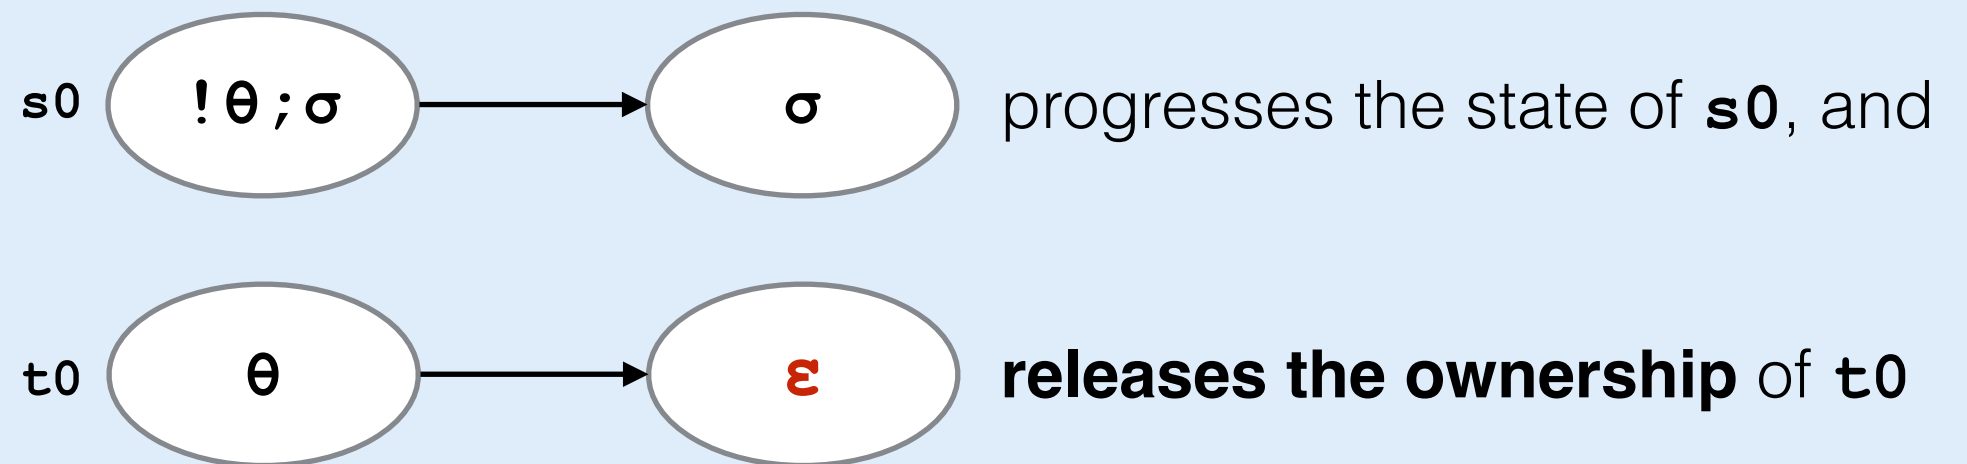 s0 !θ;σ σ progresses the state of s0, and
t0 θ ε releases the ownership of t0